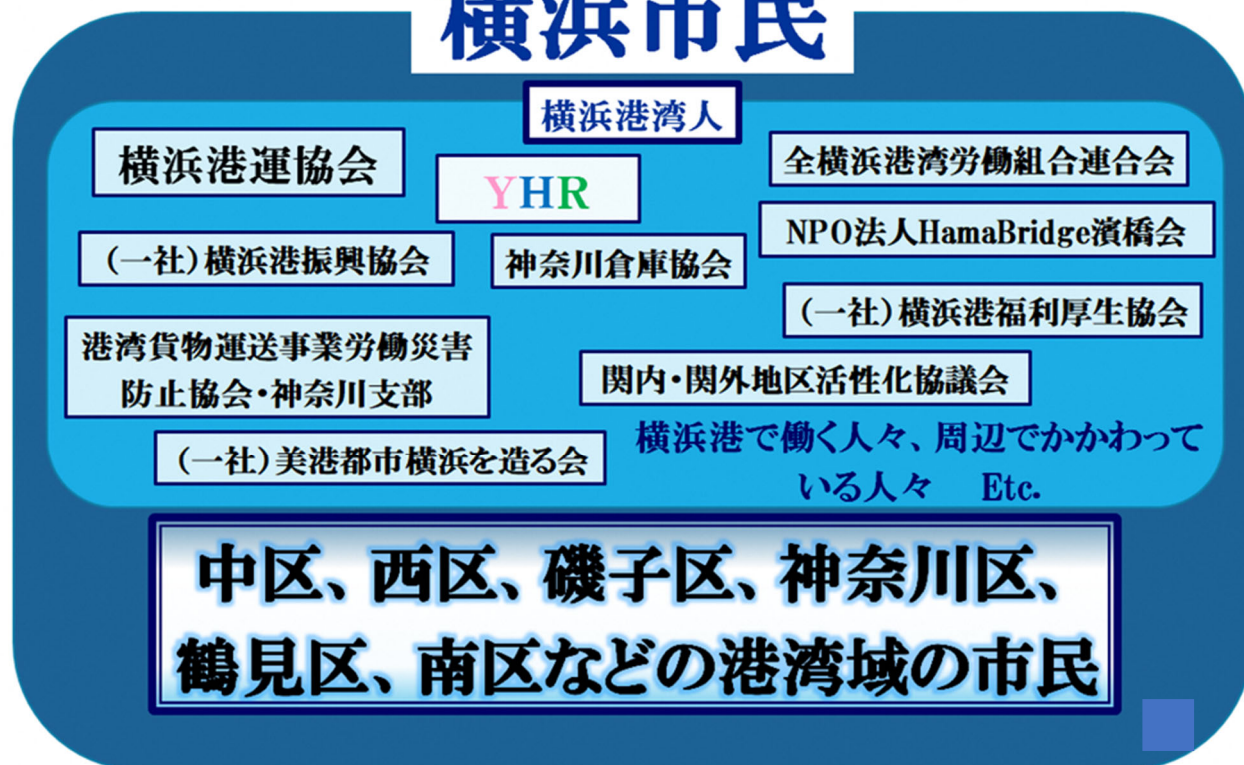 横浜市民
横浜港湾人
横浜港運協会
YHR
全横浜港湾労働組合連合会
NPO法人HamaBridge濱橋会
（一社）横浜港振興協会
神奈川倉庫協会
（一社）横浜港福利厚生協会
港湾貨物運送事業労働災害
防止協会・神奈川支部
関内・関外地区活性化協議会
（一社）美港都市横浜を造る会
横浜港で働く人々、周辺でかかわって
いる人々 Etc.
中区、西区、磯子区、神奈川区、
鶴見区、南区などの港湾域の市民